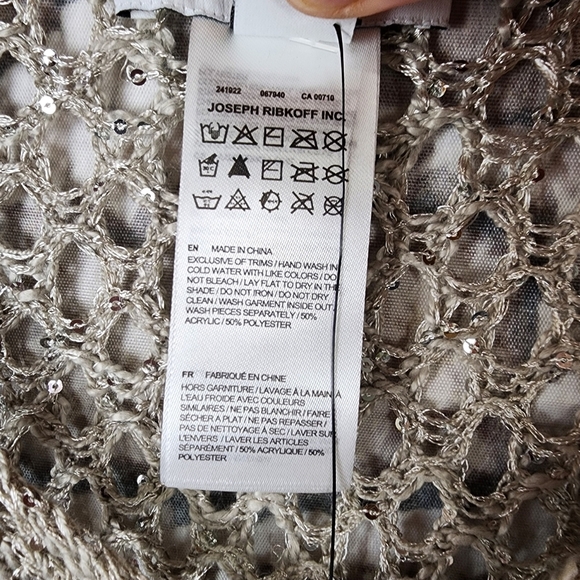 241922 067940 CA 00710
JOSEPH RIBKOFF INC.
EN MADE IN CHINA
EXCLUSIVE OF TRIMS / HAND WASH IN
COLD WATER WITH LIKE COLORS / DO
NOT BLEACH / LAY FLAT TO DRY IN THE
SHADE / DO NOT IRON / DO NOT DRY
CLEAN / WASH GARMENT INSIDE OUT /
WASH PIECES SEPARATELY / 50%
ACRYLIC / 50% POLYESTER
FR FABRIQUÉ EN CHINE
HORS GARNITURE / LAVAGE À LA MAIN À
L'EAU FROIDE AVEC COULEURS
SIMILAIRES / NE PAS BLANCHIR / FAIRE
SÉCHER A PLAT / NE PAS REPASSER /
PAS DE NETTOYAGE À SEC / LAVER SUR
L'ENVERS / LAVER LES ARTICLES
SÉPARÉMENT / 50% ACRYLIQUE / 50%
POLYESTER